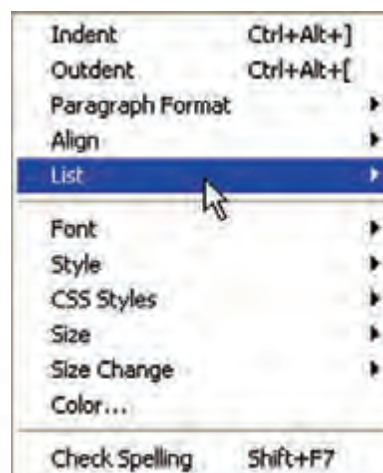 Indent Ctrl+Alt+]
Outdent Ctrl+Alt+[
Paragraph Format
Align
List
Font
Style
CSS Styles
Size
Size Change
Color...
Check Spelling Shift+F7